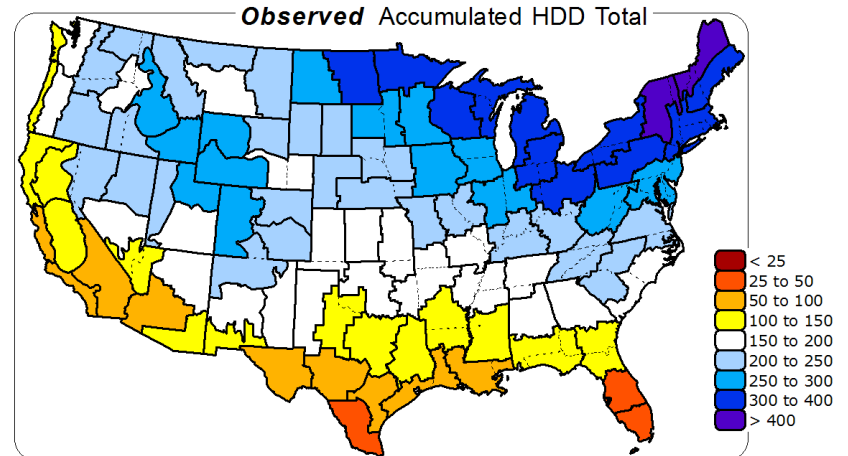 Observed Accumulated HDD Total
< 25
25 to 50
50 to 100
100 to 150
150 to 200
200 to 250
250 to 300
300 to 400
> 400